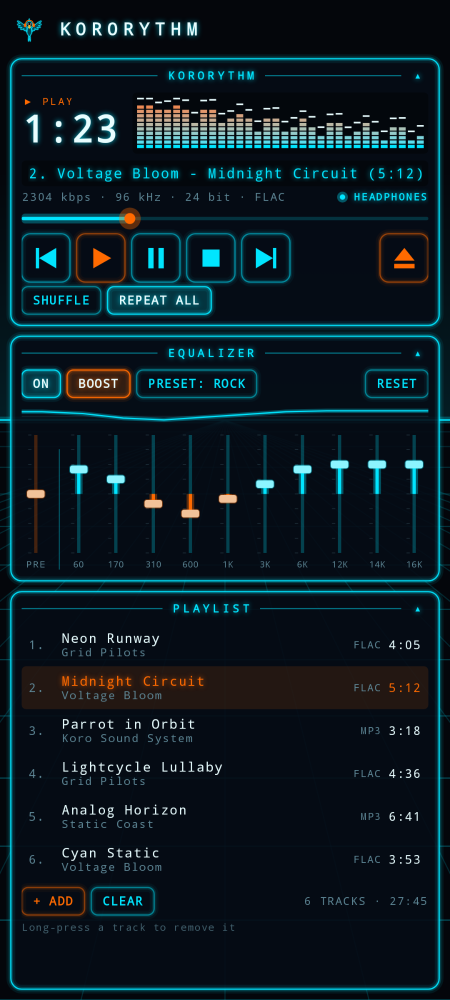 KORORYTHM
KORORYTHM ▲
▶ PLAY
1:23
2. Voltage Bloom - Midnight Circuit (5:12)
2304 kbps · 96 kHz · 24 bit · FLAC HEADPHONES
SHUFFLE REPEAT ALL
EQUALIZER ▲
ON BOOST PRESET: ROCK RESET
PRE 60 170 310 600 1K 3K 6K 12K 14K 16K
PLAYLIST ▲
1. Neon Runway FLAC 4:05
Grid Pilots
2. Midnight Circuit FLAC 5:12
Voltage Bloom
3. Parrot in Orbit MP3 3:18
Koro Sound System
4. Lightcycle Lullaby FLAC 4:36
Grid Pilots
5. Analog Horizon MP3 6:41
Static Coast
6. Cyan Static FLAC 3:53
Voltage Bloom
+ ADD CLEAR 6 TRACKS · 27:45
Long-press a track to remove it